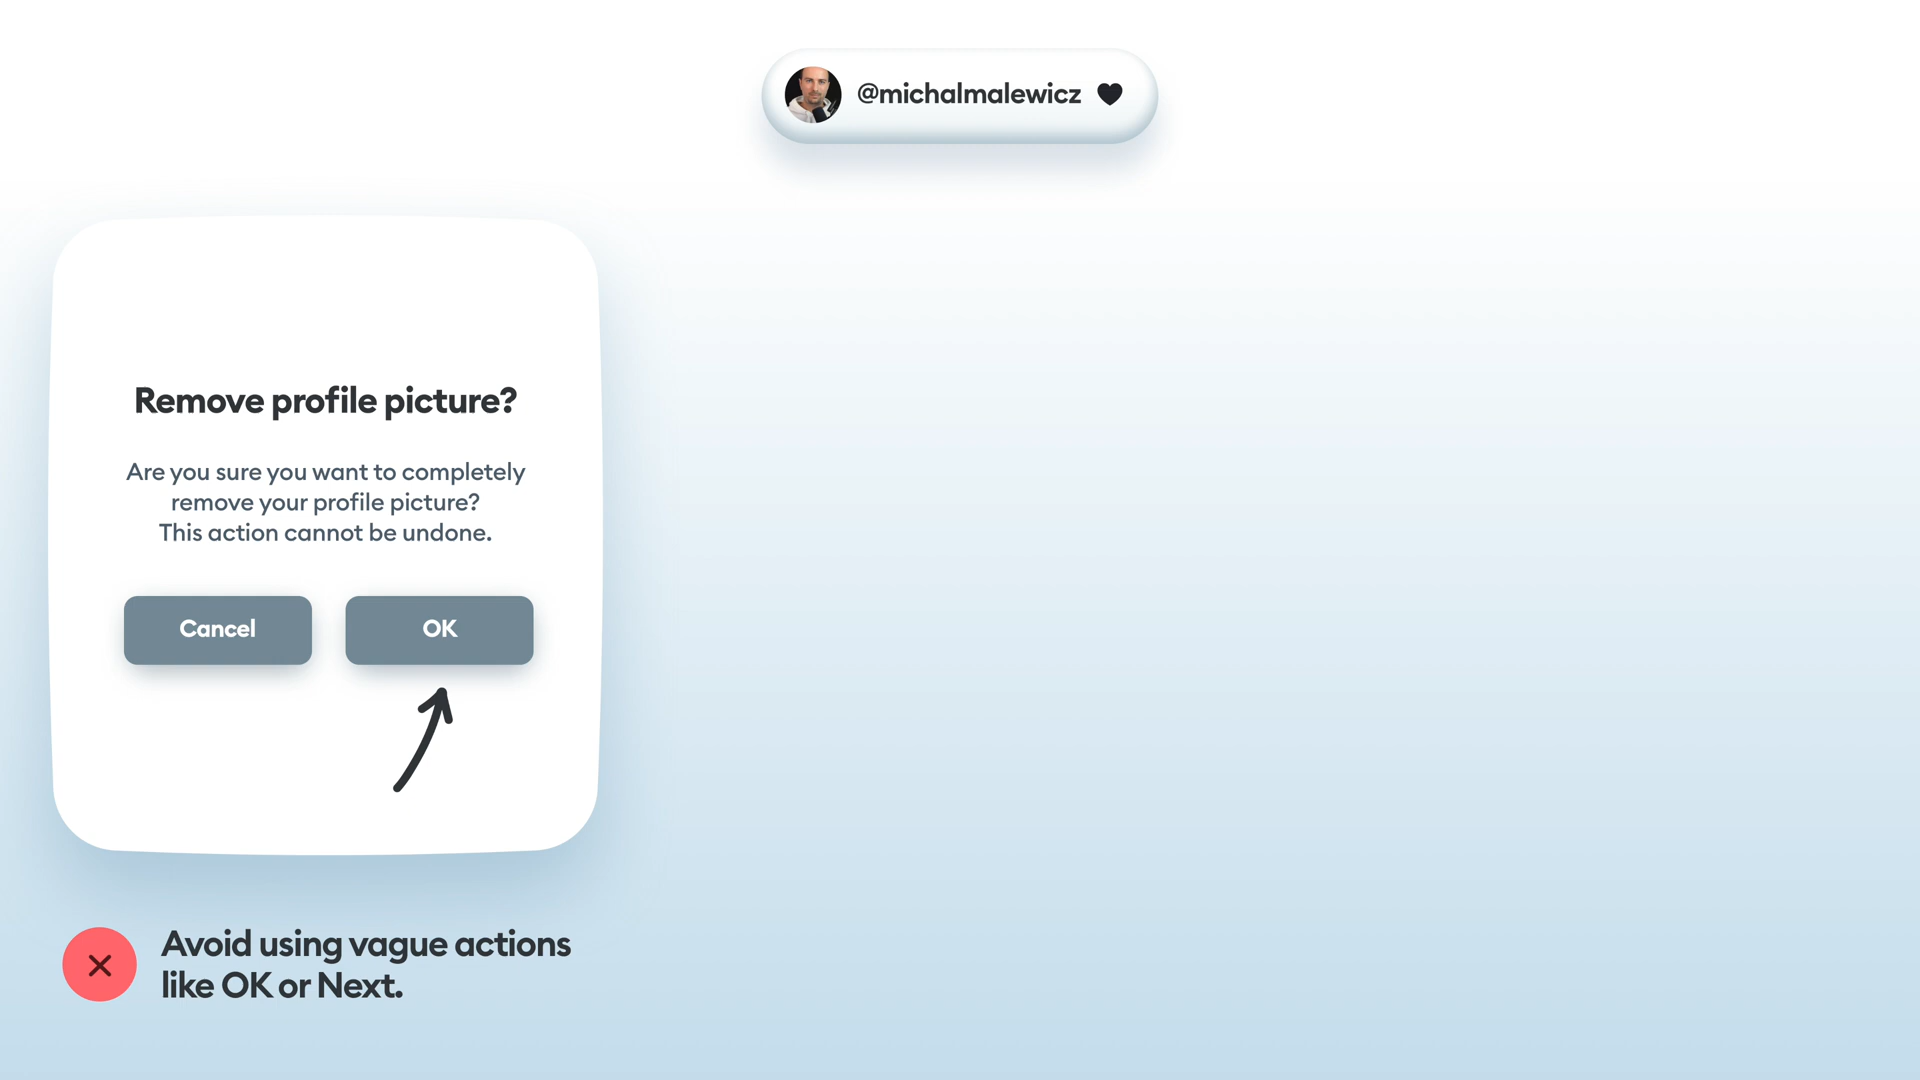 @michalmalewicz
Remove profile picture?
Are you sure you want to completely
remove your profile picture?
This action cannot be undone.
Cancel
OK
Avoid using vague actions
like OK or Next.